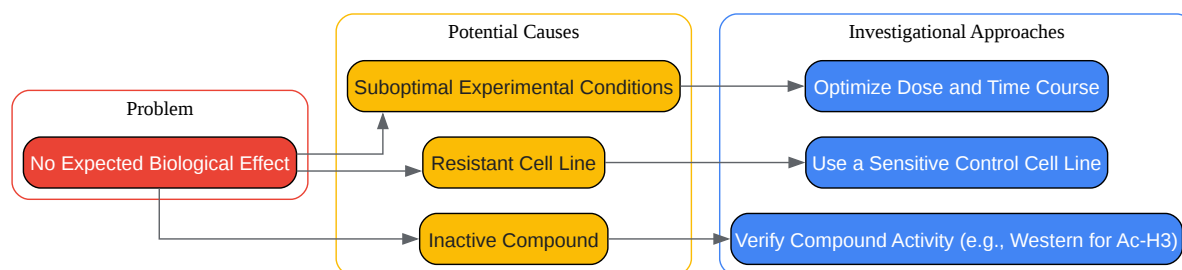 Problem
No Expected Biological Effect
Potential Causes
Suboptimal Experimental Conditions
Resistant Cell Line
Inactive Compound
Investigational Approaches
Optimize Dose and Time Course
Use a Sensitive Control Cell Line
Verify Compound Activity (e.g., Western for Ac-H3)